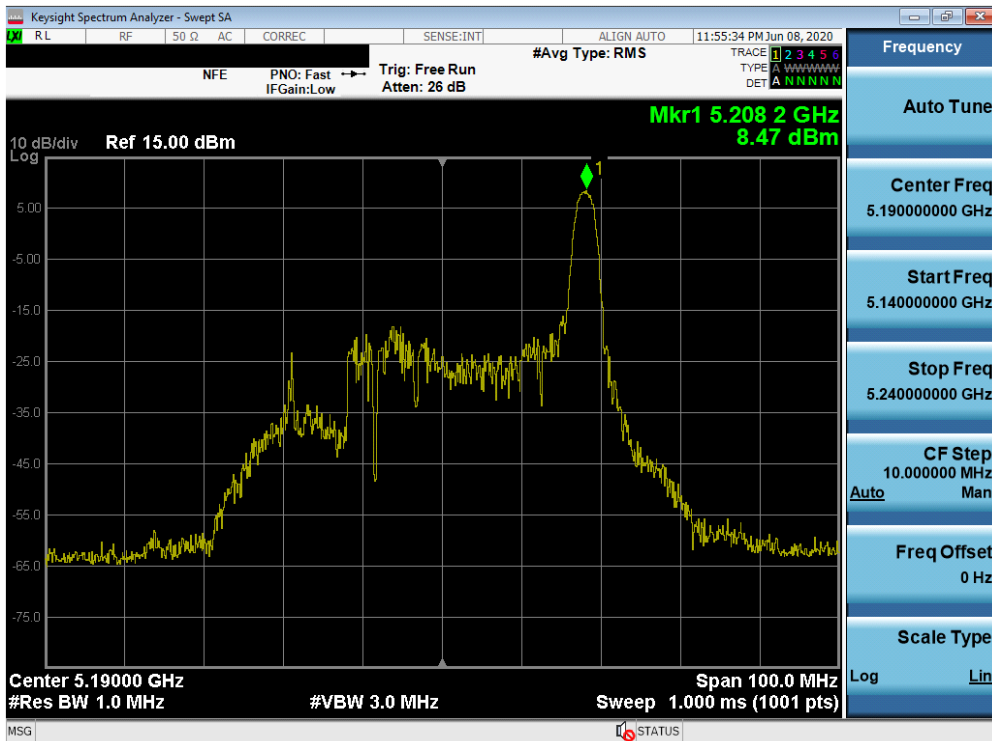 Keysight Spectrum Analyzer - Swept SA
LXI RL RF 50 Ω AC CORREC SENSE:INT ALIGN AUTO 11:55:34 PM Jun 08, 2020
NFE PNO: Fast IFGain:Low
Trig: Free Run
Atten: 26 dB
#Avg Type: RMS
TRACE 1 2 3 4 5 6
TYPE A WWWWW
DET A N N N N N
Frequency
Auto Tune
Center Freq
5.190000000 GHz
Start Freq
5.140000000 GHz
Stop Freq
5.240000000 GHz
CF Step
10.000000 MHz
Auto Man
Freq Offset
0 Hz
Scale Type
Log Lin
Mkr1 5.208 2 GHz
8.47 dBm
10 dB/div Ref 15.00 dBm
Log
1
5.00
-5.00
-15.0
-25.0
-35.0
-45.0
-55.0
-65.0
-75.0
Center 5.19000 GHz Span 100.0 MHz
#Res BW 1.0 MHz #VBW 3.0 MHz Sweep 1.000 ms (1001 pts)
MSG STATUS